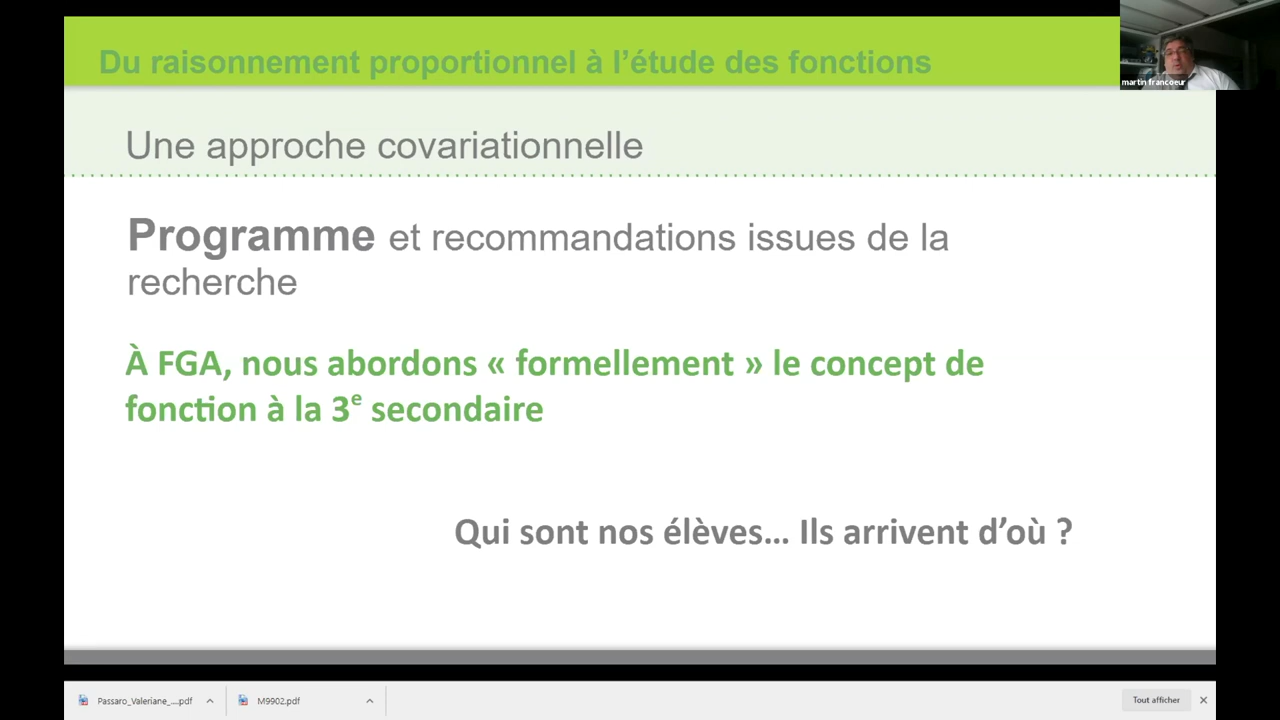 Du raisonnement proportionnel à l'étude des fonctions
martin francoeur
Une approche covariationnelle
Programme et recommandations issues de la
recherche
À FGA, nous abordons « formellement » le concept de
fonction à la 3e secondaire
Qui sont nos élèves... Ils arrivent d'où ?
Passaro_Valeriane_....pdf
M9902.pdf
Tout afficher